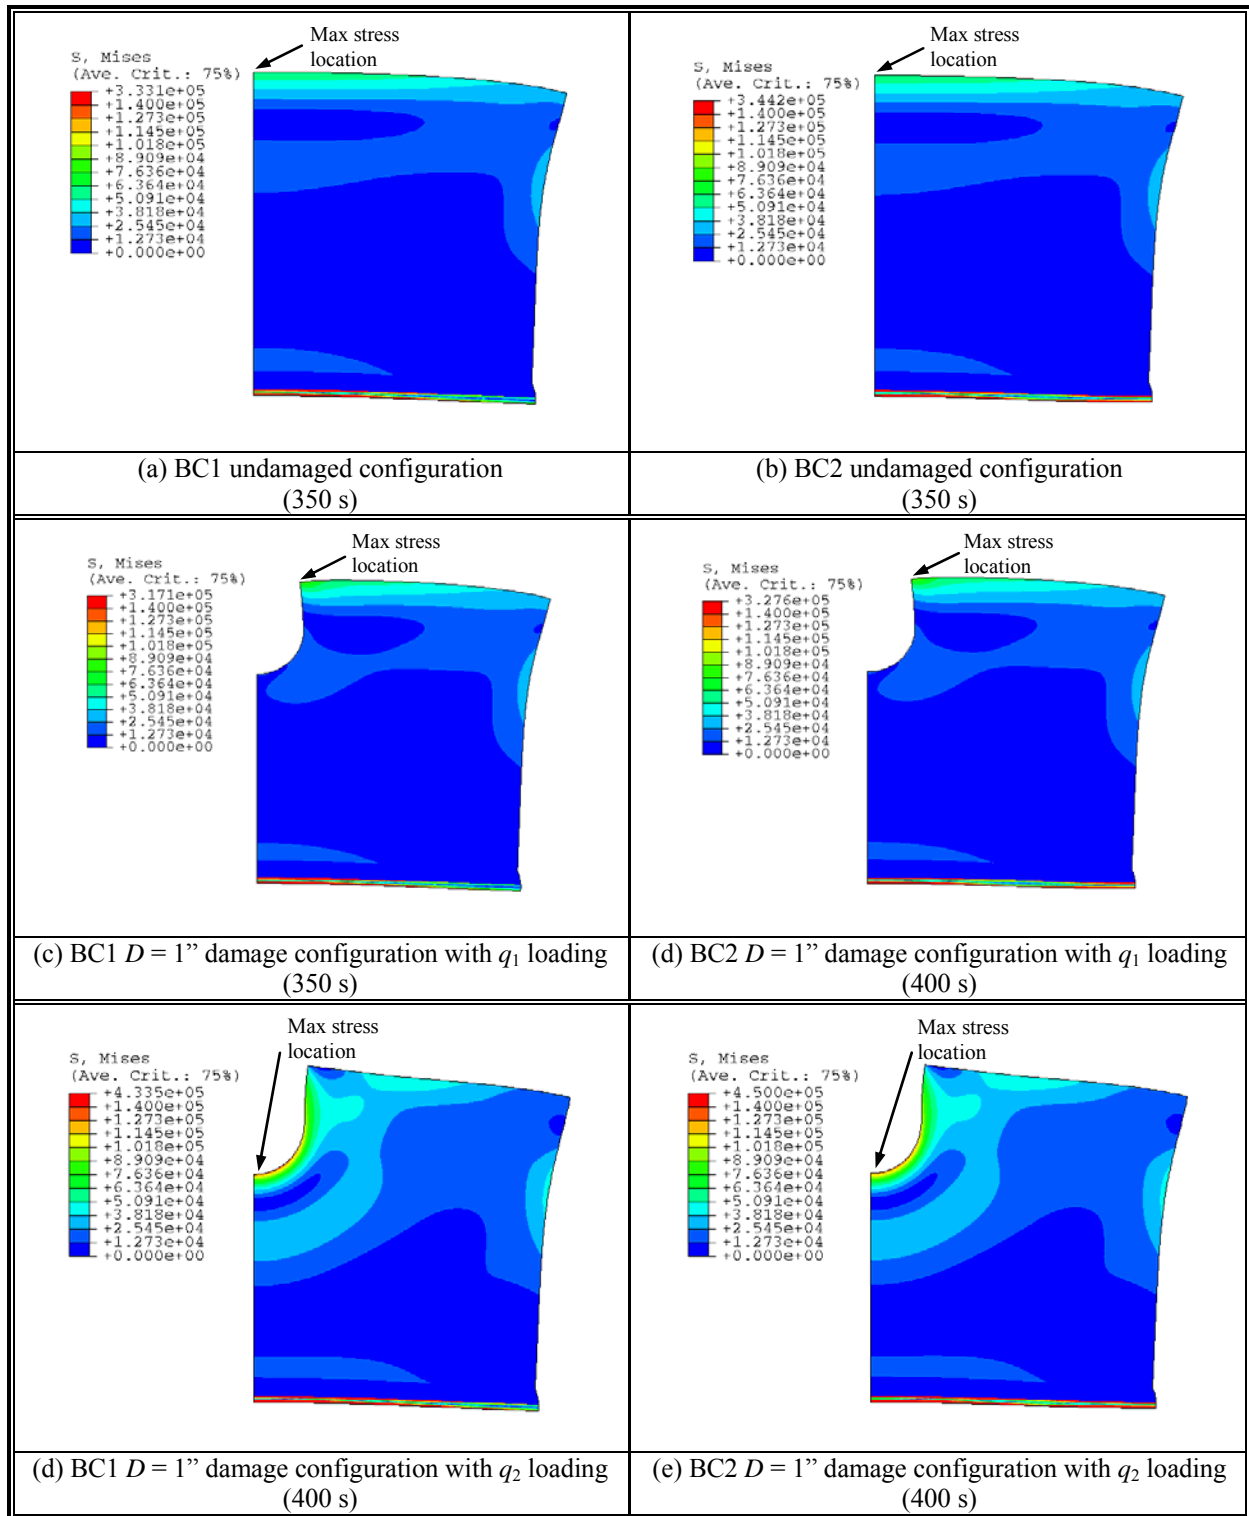 Max stress
location
S, Mises
(Ave. Crit.: 75%)
+3.331e+05
+1.400e+05
+1.273e+05
+1.145e+05
+1.018e+05
+8.909e+04
+7.636e+04
+6.364e+04
+5.091e+04
+3.818e+04
+2.545e+04
+1.273e+04
+0.000e+00
(a) BC1 undamaged configuration
(350 s)
Max stress
location
S, Mises
(Ave. Crit.: 75%)
+3.442e+05
+1.400e+05
+1.273e+05
+1.145e+05
+1.018e+05
+8.909e+04
+7.636e+04
+6.364e+04
+5.091e+04
+3.818e+04
+2.545e+04
+1.273e+04
+0.000e+00
(b) BC2 undamaged configuration
(350 s)
Max stress
location
S, Mises
(Ave. Crit.: 75%)
+3.171e+05
+1.400e+05
+1.273e+05
+1.145e+05
+1.018e+05
+8.909e+04
+7.636e+04
+6.364e+04
+5.091e+04
+3.818e+04
+2.545e+04
+1.273e+04
+0.000e+00
(c) BC1 D = 1” damage configuration with q1 loading
(350 s)
Max stress
location
S, Mises
(Ave. Crit.: 75%)
+3.276e+05
+1.400e+05
+1.273e+05
+1.145e+05
+1.018e+05
+8.909e+04
+7.636e+04
+6.364e+04
+5.091e+04
+3.818e+04
+2.545e+04
+1.273e+04
+0.000e+00
(d) BC2 D = 1” damage configuration with q1 loading
(400 s)
Max stress
location
S, Mises
(Ave. Crit.: 75%)
+4.335e+05
+1.400e+05
+1.273e+05
+1.145e+05
+1.018e+05
+8.909e+04
+7.636e+04
+6.364e+04
+5.091e+04
+3.818e+04
+2.545e+04
+1.273e+04
+0.000e+00
(d) BC1 D = 1” damage configuration with q2 loading
(400 s)
Max stress
location
S, Mises
(Ave. Crit.: 75%)
+4.500e+05
+1.400e+05
+1.273e+05
+1.145e+05
+1.018e+05
+8.909e+04
+7.636e+04
+6.364e+04
+5.091e+04
+3.818e+04
+2.545e+04
+1.273e+04
+0.000e+00
(e) BC2 D = 1” damage configuration with q2 loading
(400 s)